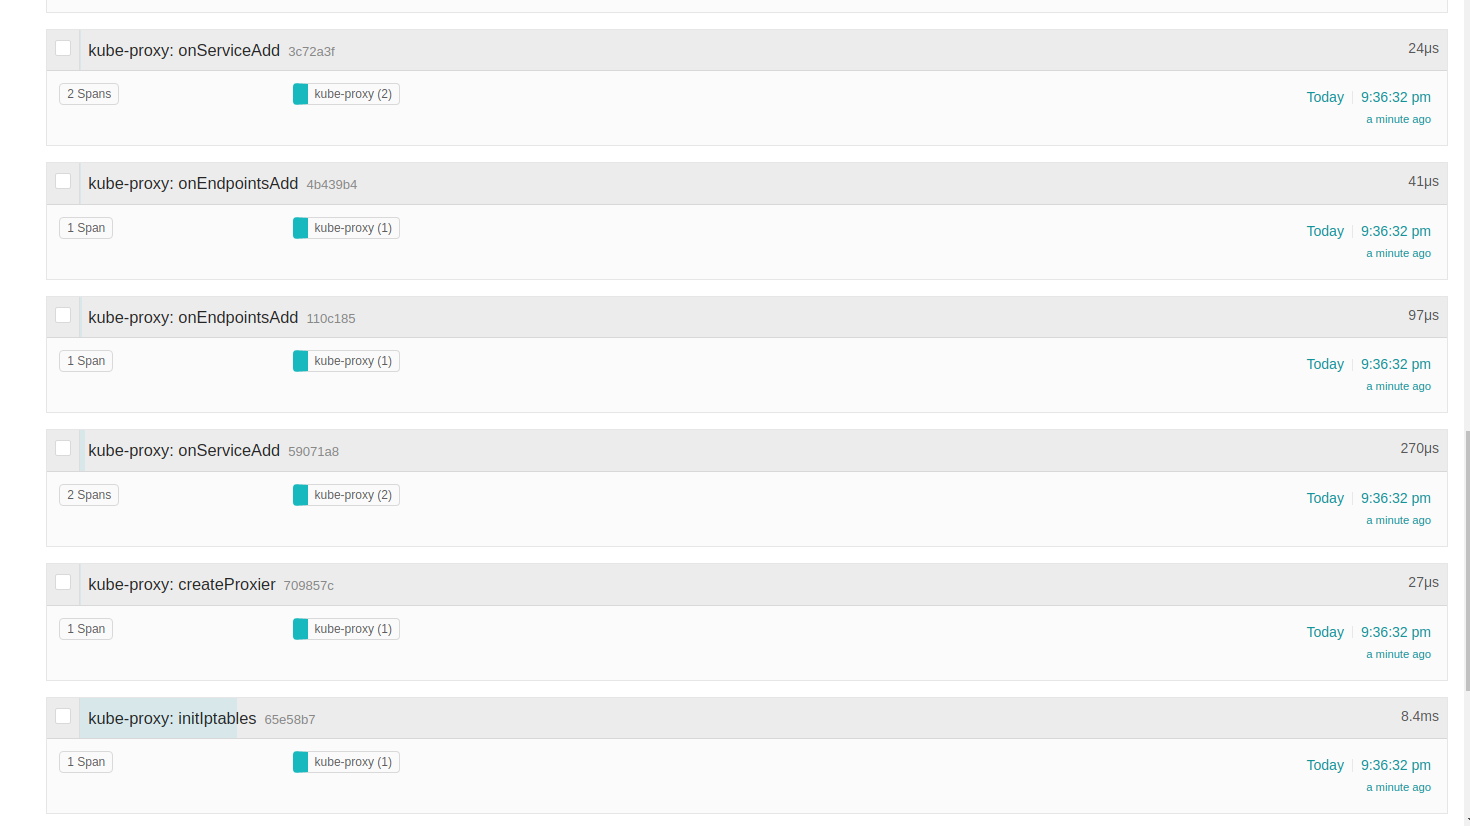 kube-proxy: onServiceAdd 3c72a3f 24μs
2 Spans kube-proxy (2) Today 9:36:32 pm
a minute ago
kube-proxy: onEndpointsAdd 4b439b4 41μs
1 Span kube-proxy (1) Today 9:36:32 pm
a minute ago
kube-proxy: onEndpointsAdd 110c185 97μs
1 Span kube-proxy (1) Today 9:36:32 pm
a minute ago
kube-proxy: onServiceAdd 59071a8 270μs
2 Spans kube-proxy (2) Today 9:36:32 pm
a minute ago
kube-proxy: createProxier 709857c 27μs
1 Span kube-proxy (1) Today 9:36:32 pm
a minute ago
kube-proxy: initIptables 65e58b7 8.4ms
1 Span kube-proxy (1) Today 9:36:32 pm
a minute ago